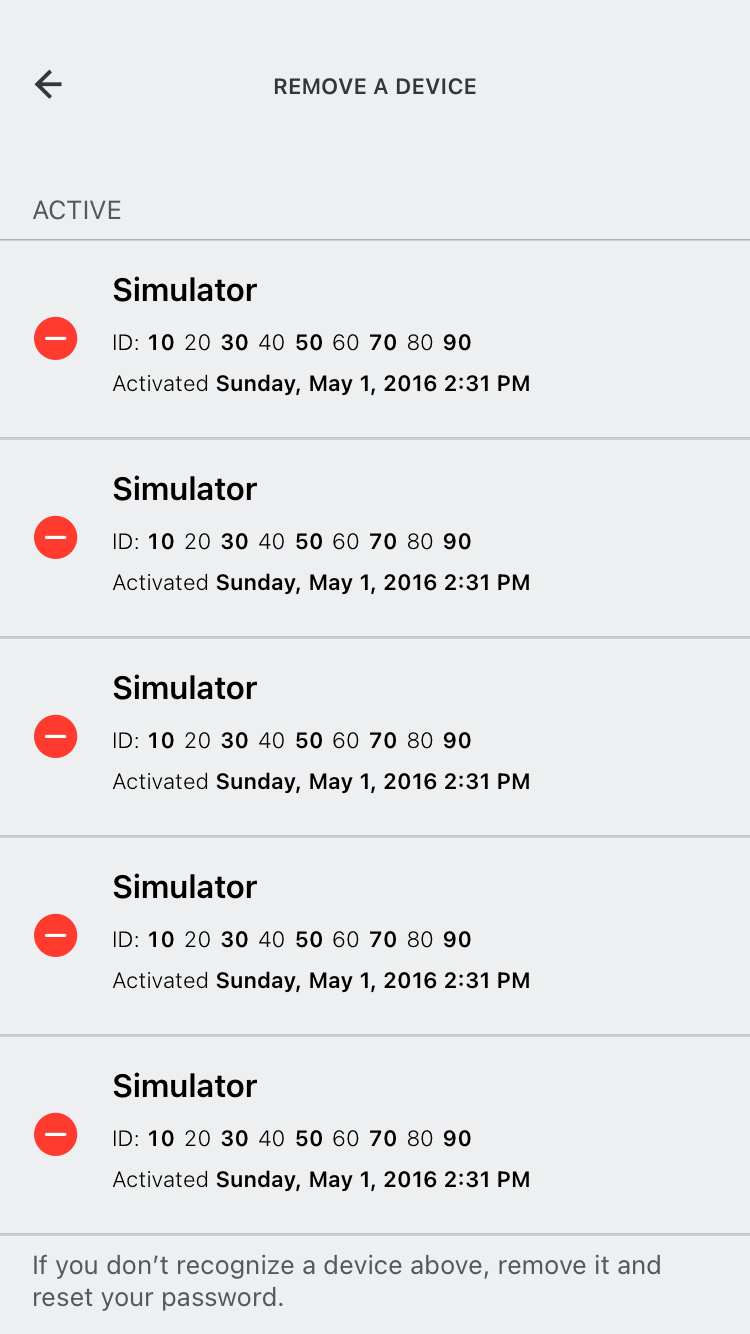 REMOVE A DEVICE
ACTIVE
Simulator
ID: 10 20 30 40 50 60 70 80 90
Activated Sunday, May 1, 2016 2:31 PM
Simulator
ID: 10 20 30 40 50 60 70 80 90
Activated Sunday, May 1, 2016 2:31 PM
Simulator
ID: 10 20 30 40 50 60 70 80 90
Activated Sunday, May 1, 2016 2:31 PM
Simulator
ID: 10 20 30 40 50 60 70 80 90
Activated Sunday, May 1, 2016 2:31 PM
Simulator
ID: 10 20 30 40 50 60 70 80 90
Activated Sunday, May 1, 2016 2:31 PM
If you don’t recognize a device above, remove it and
reset your password.